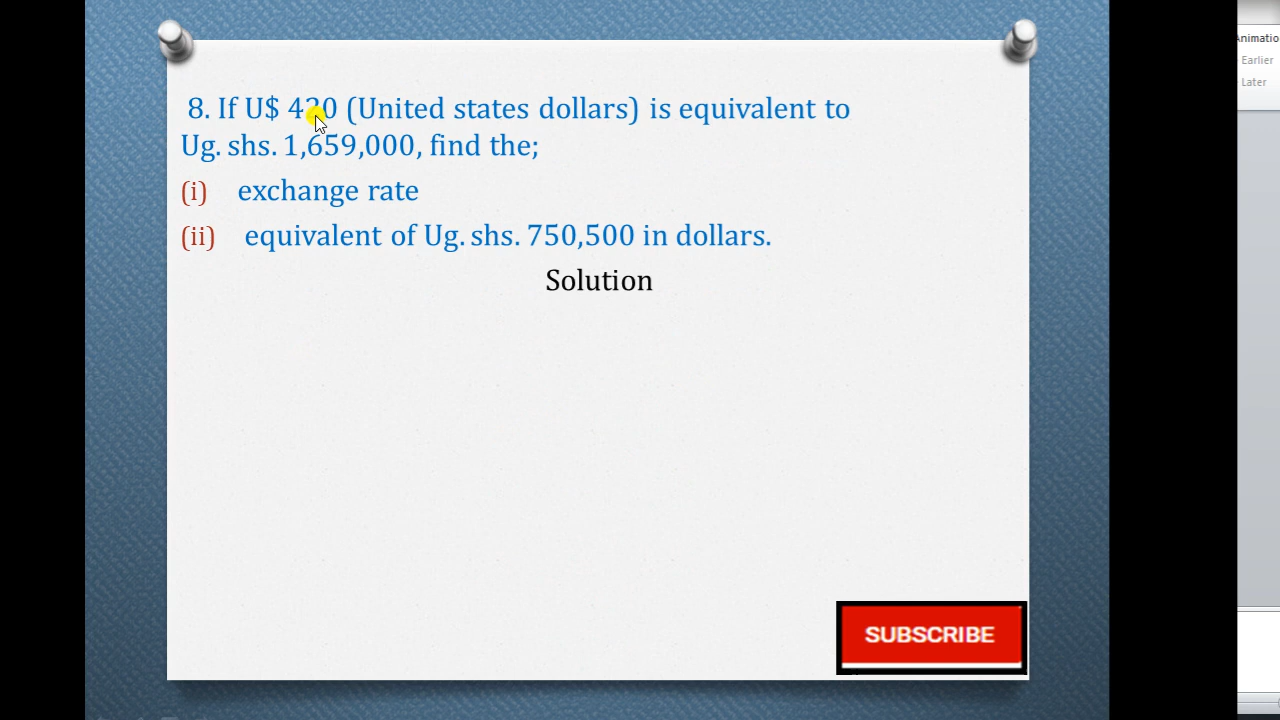 8. If U$ 420 (United states dollars) is equivalent to
Ug. shs. 1,659,000, find the;
(i) exchange rate
(ii) equivalent of Ug. shs. 750,500 in dollars.
Solution
SUBSCRIBE
Animatio
Earlier
Later